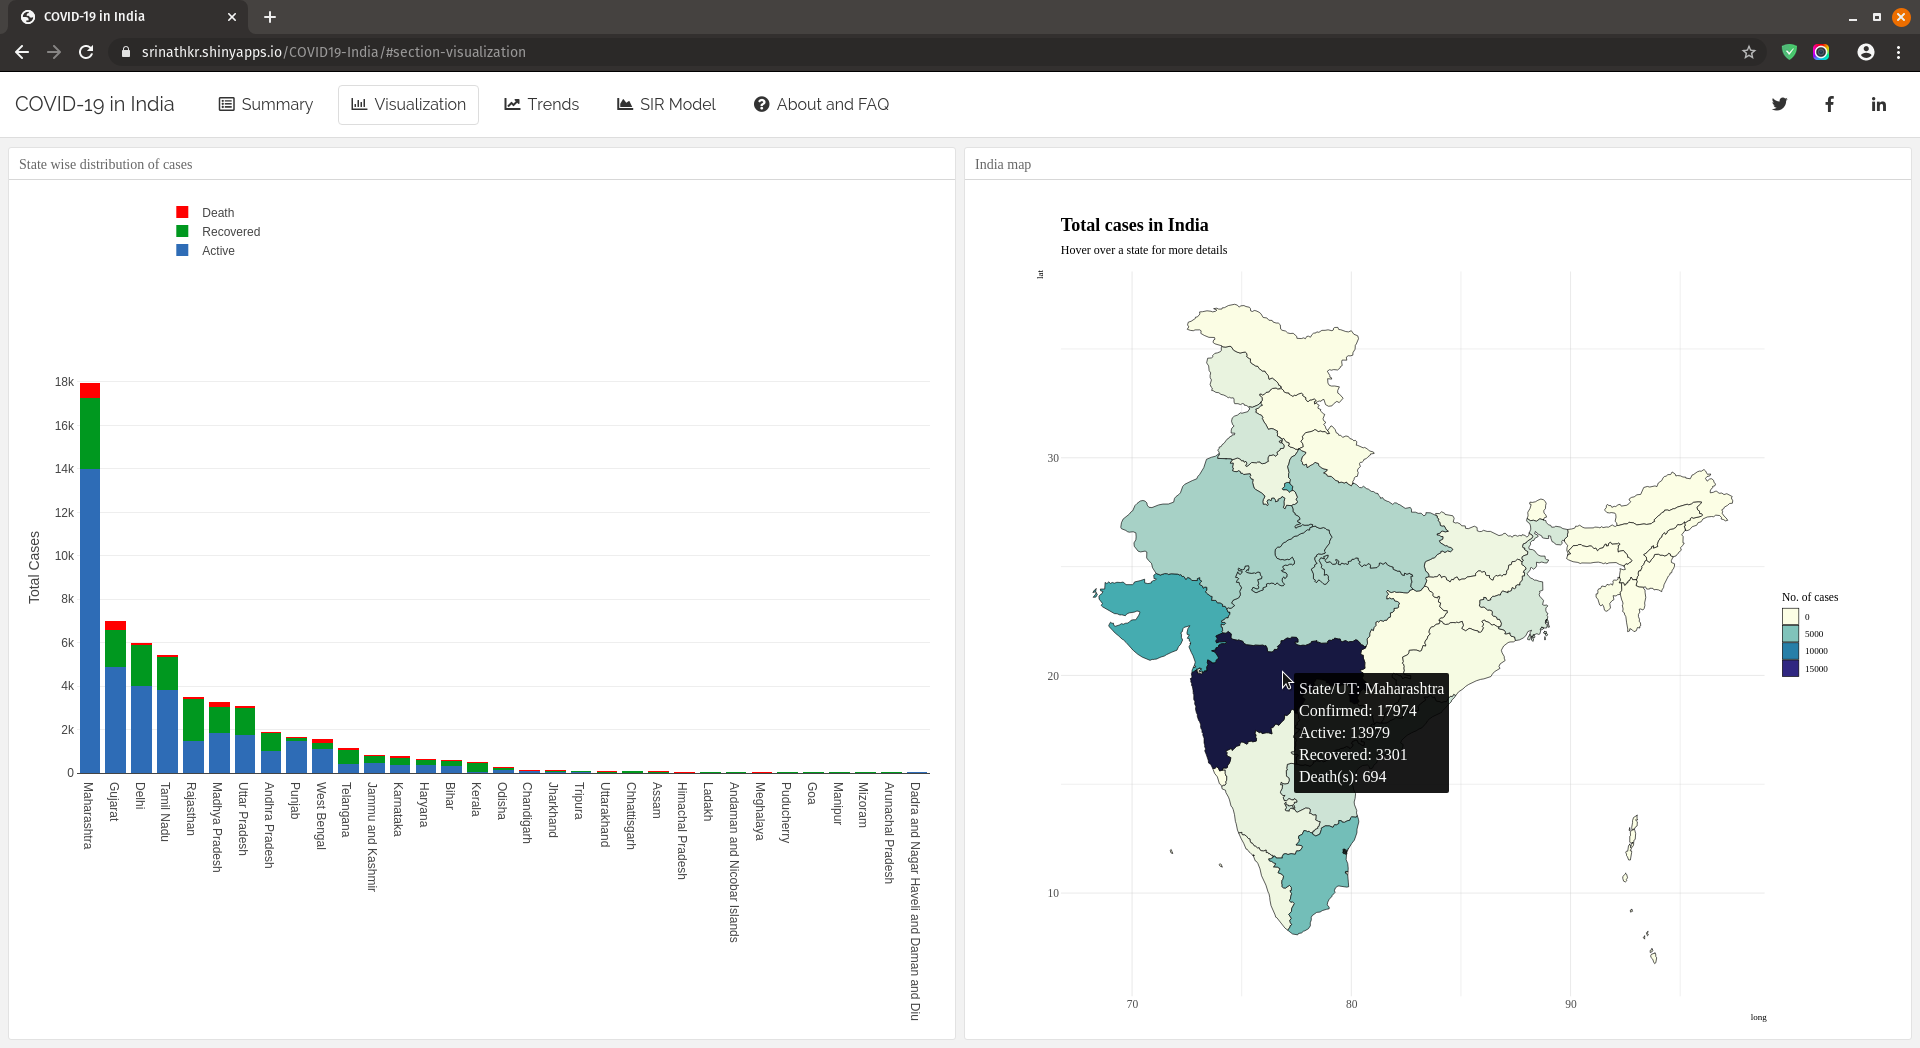 COVID-19 in India
srinathkr.shinyapps.io/COVID19-India/#section-visualization
COVID-19 in India
Summary
Visualization
Trends
SIR Model
About and FAQ
State wise distribution of cases
Death
Recovered
Active
Total Cases
18k
16k
14k
12k
10k
8k
6k
4k
2k
0
Maharashtra
Gujarat
Delhi
Tamil Nadu
Rajasthan
Madhya Pradesh
Uttar Pradesh
Andhra Pradesh
Punjab
West Bengal
Telangana
Jammu and Kashmir
Karnataka
Haryana
Bihar
Kerala
Odisha
Chandigarh
Jharkhand
Tripura
Uttarakhand
Chhattisgarh
Assam
Himachal Pradesh
Ladakh
Andaman and Nicobar Islands
Meghalaya
Puducherry
Goa
Manipur
Mizoram
Arunachal Pradesh
Dadra and Nagar Haveli and Daman and Diu
India map
Total cases in India
Hover over a state for more details
lat
30
20
10
70
80
90
long
State/UT: Maharashtra
Confirmed: 17974
Active: 13979
Recovered: 3301
Death(s): 694
No. of cases
0
5000
10000
15000